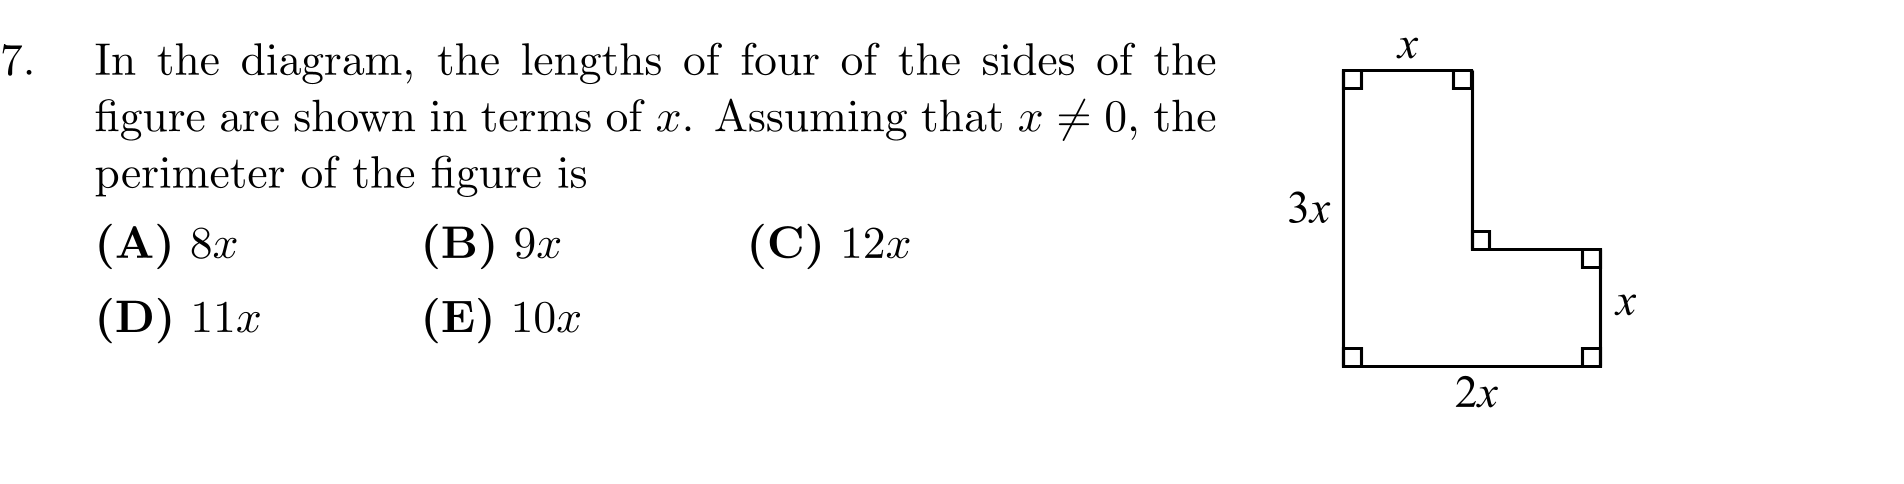 7. In the diagram, the lengths of four of the sides of the
figure are shown in terms of x. Assuming that x ≠ 0, the
perimeter of the figure is
(A) 8x (B) 9x (C) 12x
(D) 11x (E) 10x
x
3x
x
2x